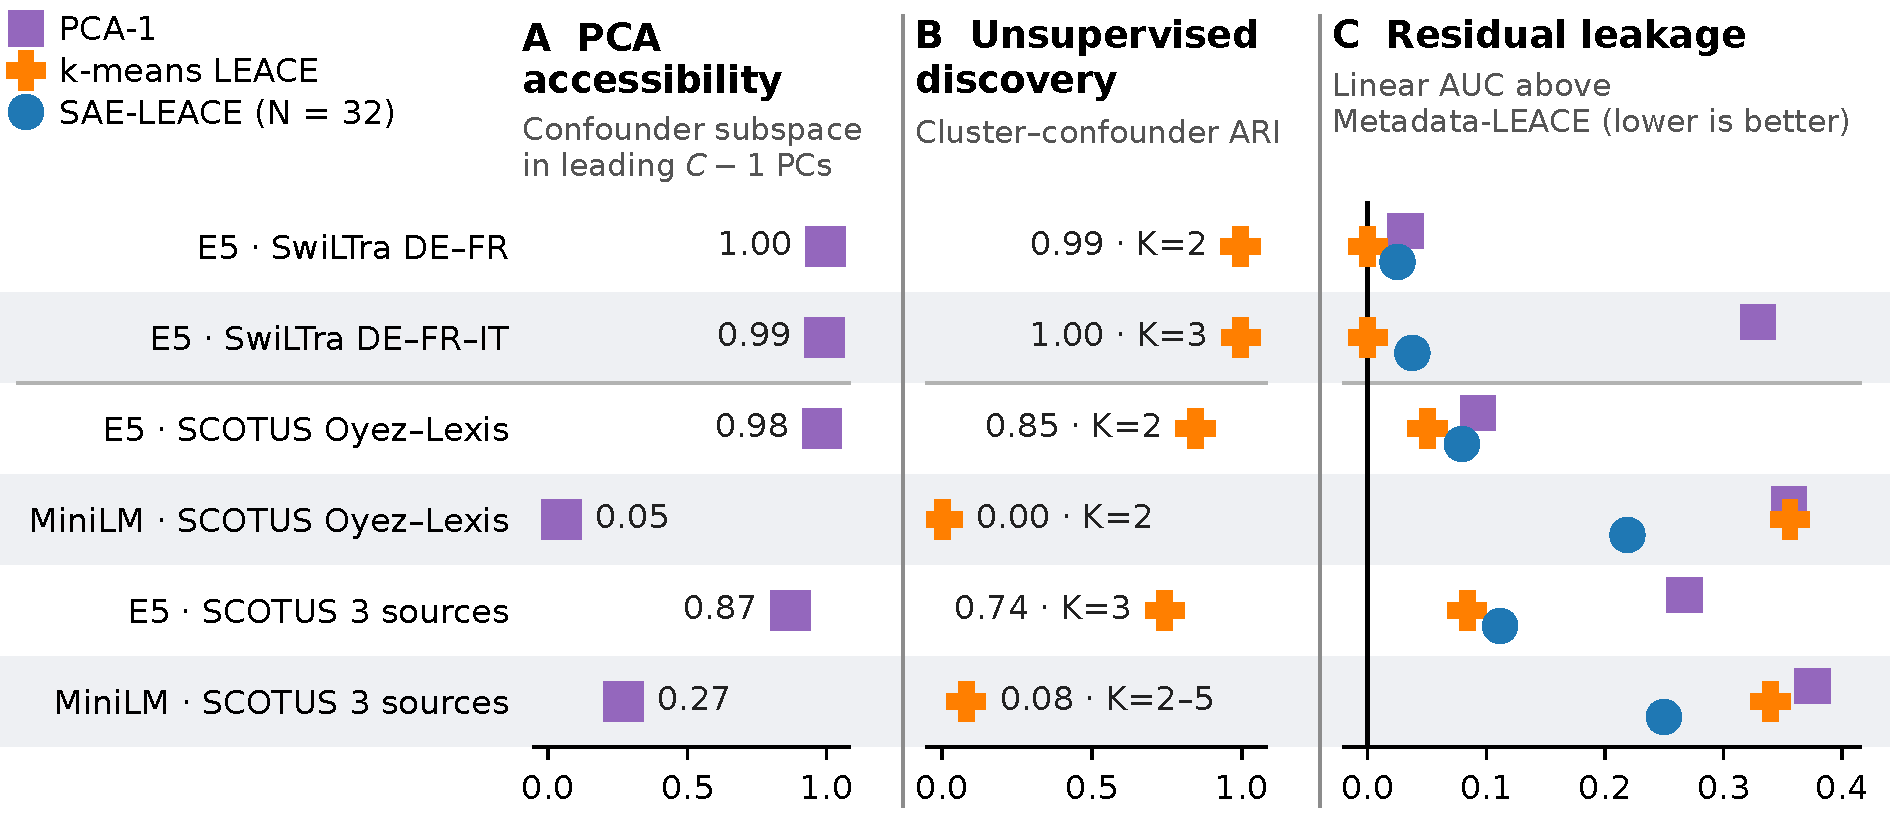 PCA-1
k-means LEACE
SAE-LEACE (N = 32)
A PCA
accessibility
Confounder subspace
in leading C − 1 PCs
B Unsupervised
discovery
Cluster–confounder ARI
C Residual leakage
Linear AUC above
Metadata-LEACE (lower is better)
E5 · SwiLTra DE–FR
1.00
0.99 · K=2
E5 · SwiLTra DE–FR–IT
0.99
1.00 · K=3
E5 · SCOTUS Oyez–Lexis
0.98
0.85 · K=2
MiniLM · SCOTUS Oyez–Lexis
0.05
0.00 · K=2
E5 · SCOTUS 3 sources
0.87
0.74 · K=3
MiniLM · SCOTUS 3 sources
0.27
0.08 · K=2–5
0.0 0.5 1.0
0.0 0.5 1.0
0.0 0.1 0.2 0.3 0.4